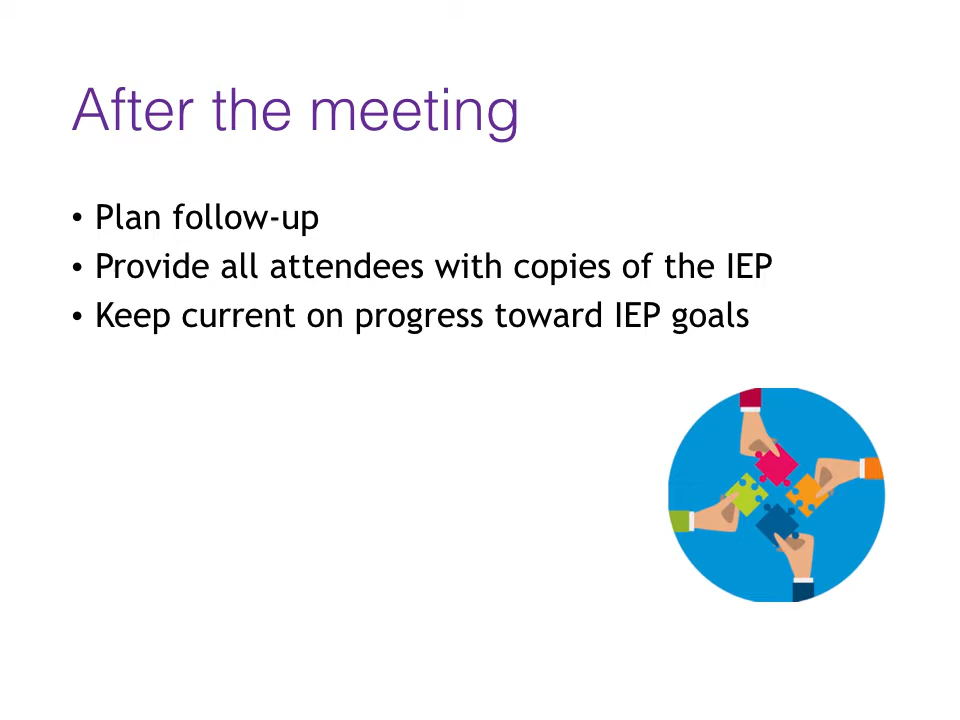 After the meeting
• Plan follow-up
• Provide all attendees with copies of the IEP
• Keep current on progress toward IEP goals